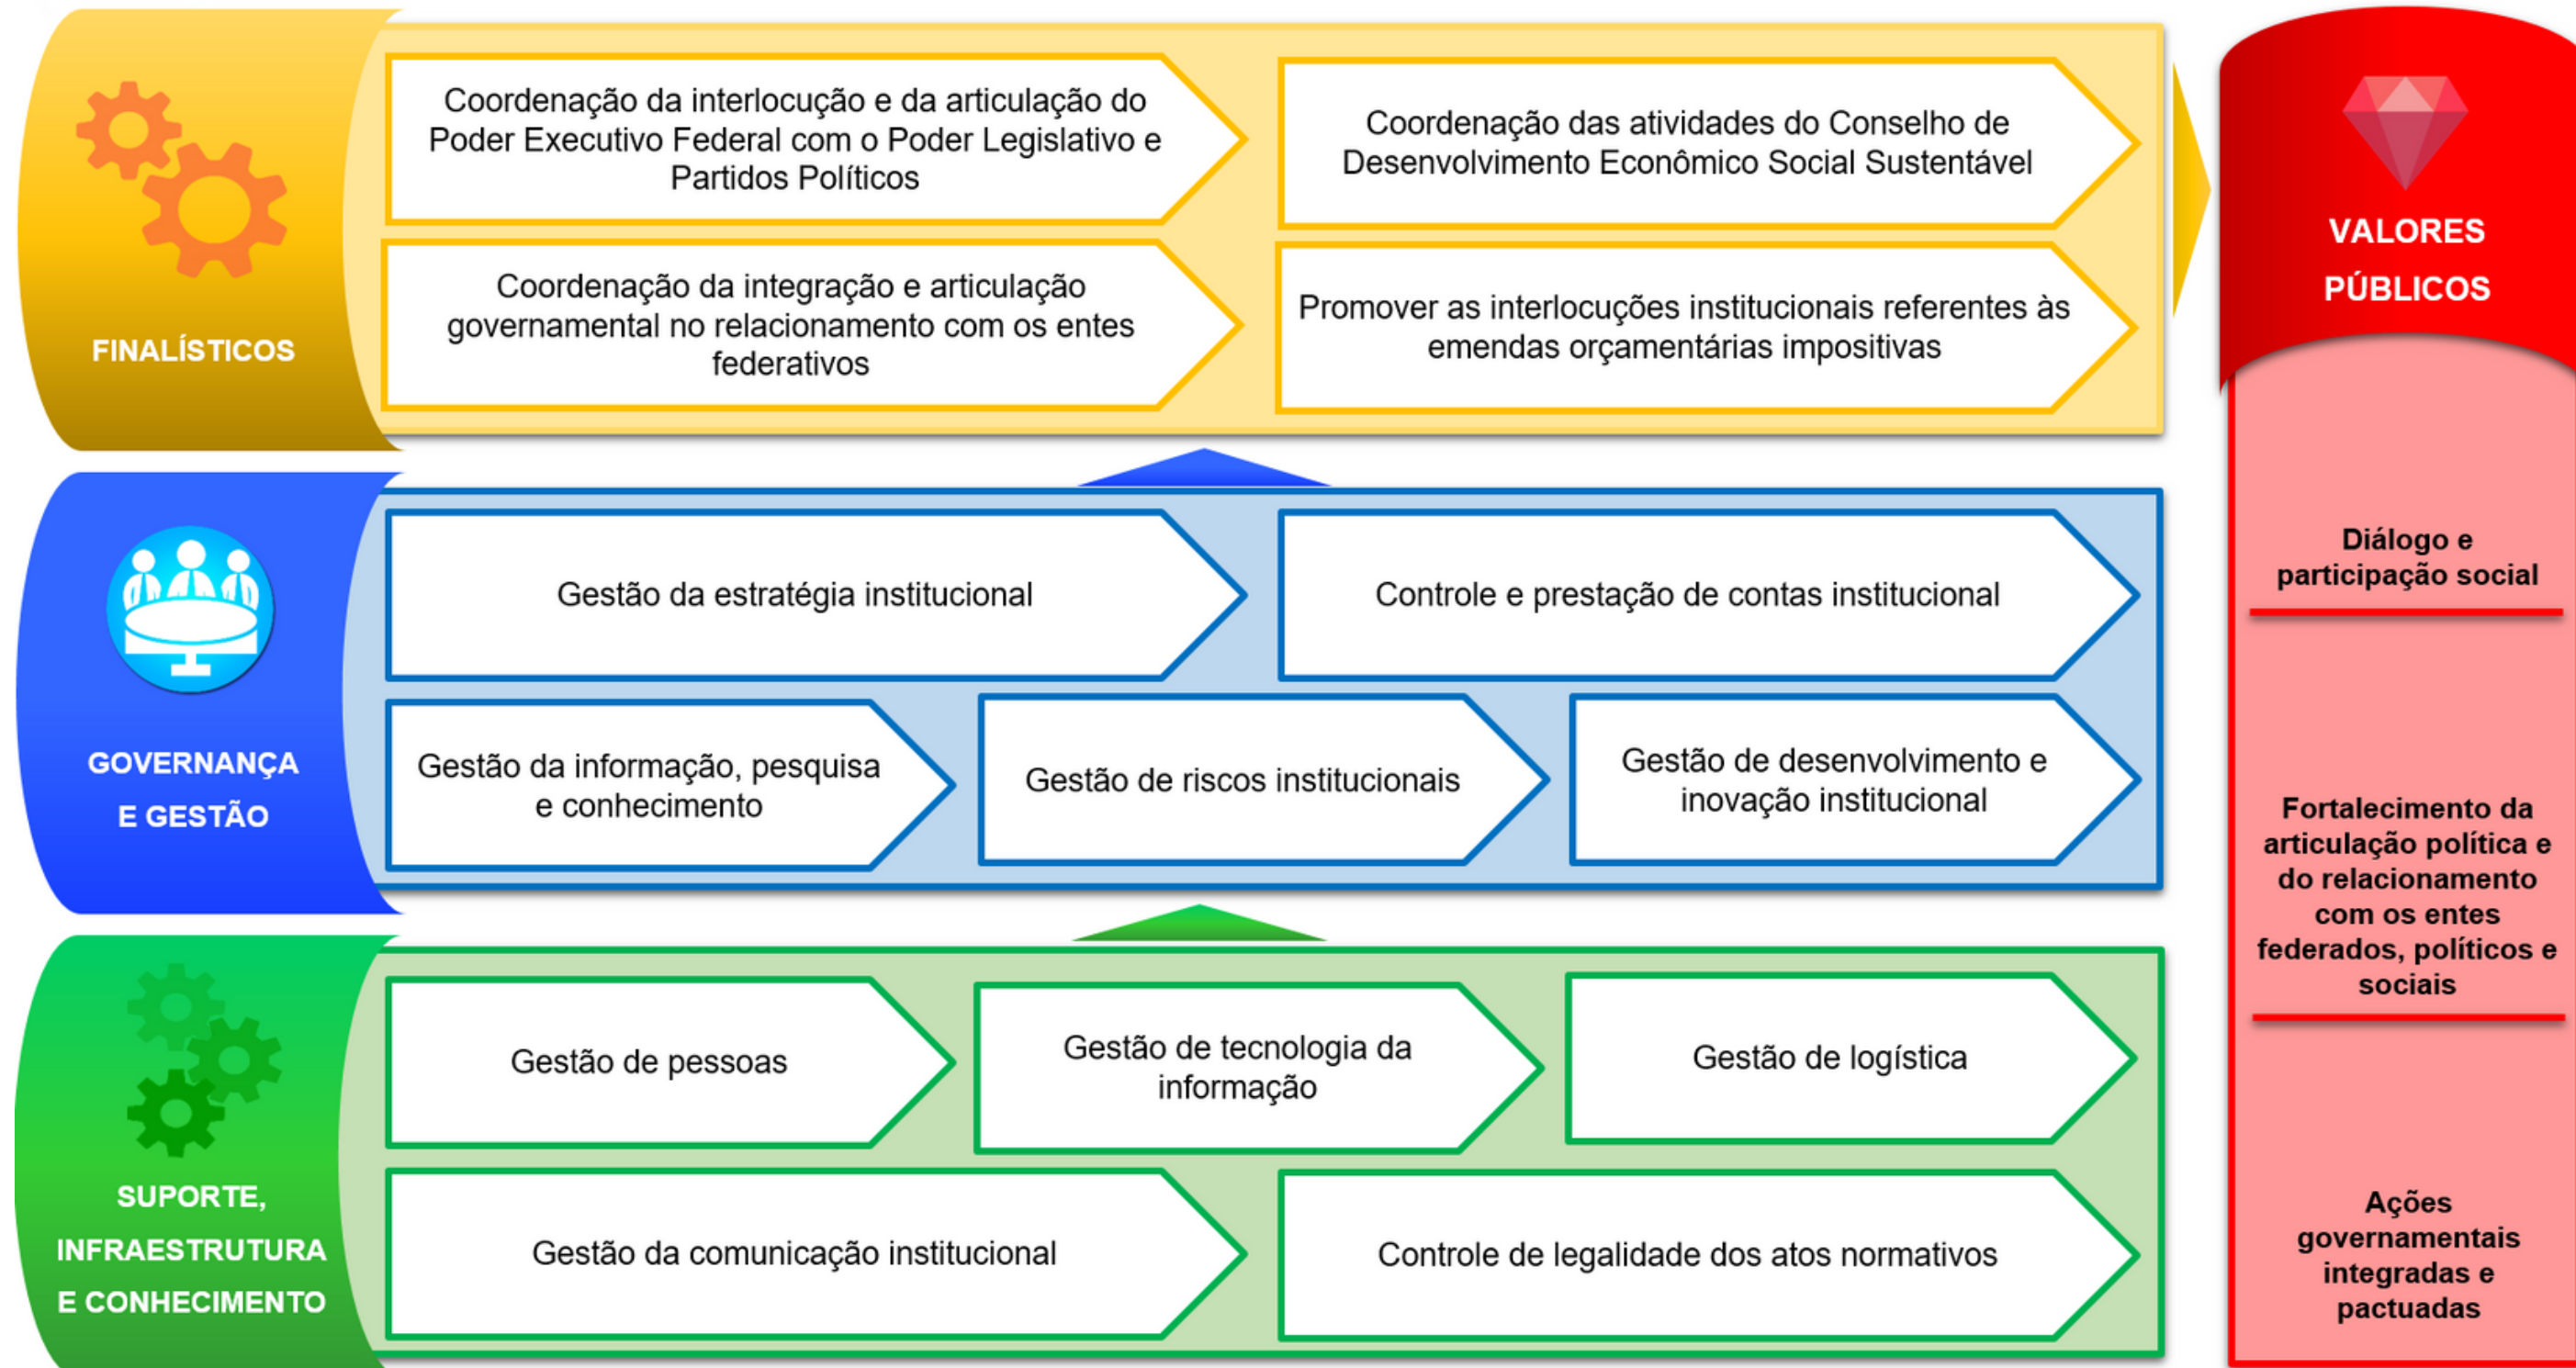 FINALÍSTICOS
Coordenação da interlocução e da articulação do
Poder Executivo Federal com o Poder Legislativo e
Partidos Políticos
Coordenação das atividades do Conselho de
Desenvolvimento Econômico Social Sustentável
Coordenação da integração e articulação
governamental no relacionamento com os entes
federativos
Promover as interlocuções institucionais referentes às
emendas orçamentárias impositivas
GOVERNANÇA
E GESTÃO
Gestão da estratégia institucional
Controle e prestação de contas institucional
Gestão da informação, pesquisa
e conhecimento
Gestão de riscos institucionais
Gestão de desenvolvimento e
inovação institucional
SUPORTE,
INFRAESTRUTURA
E CONHECIMENTO
Gestão de pessoas
Gestão de tecnologia da
informação
Gestão de logística
Gestão da comunicação institucional
Controle de legalidade dos atos normativos
VALORES
PÚBLICOS
Diálogo e
participação social
Fortalecimento da
articulação política e
do relacionamento
com os entes
federados, políticos e
sociais
Ações
governamentais
integradas e
pactuadas